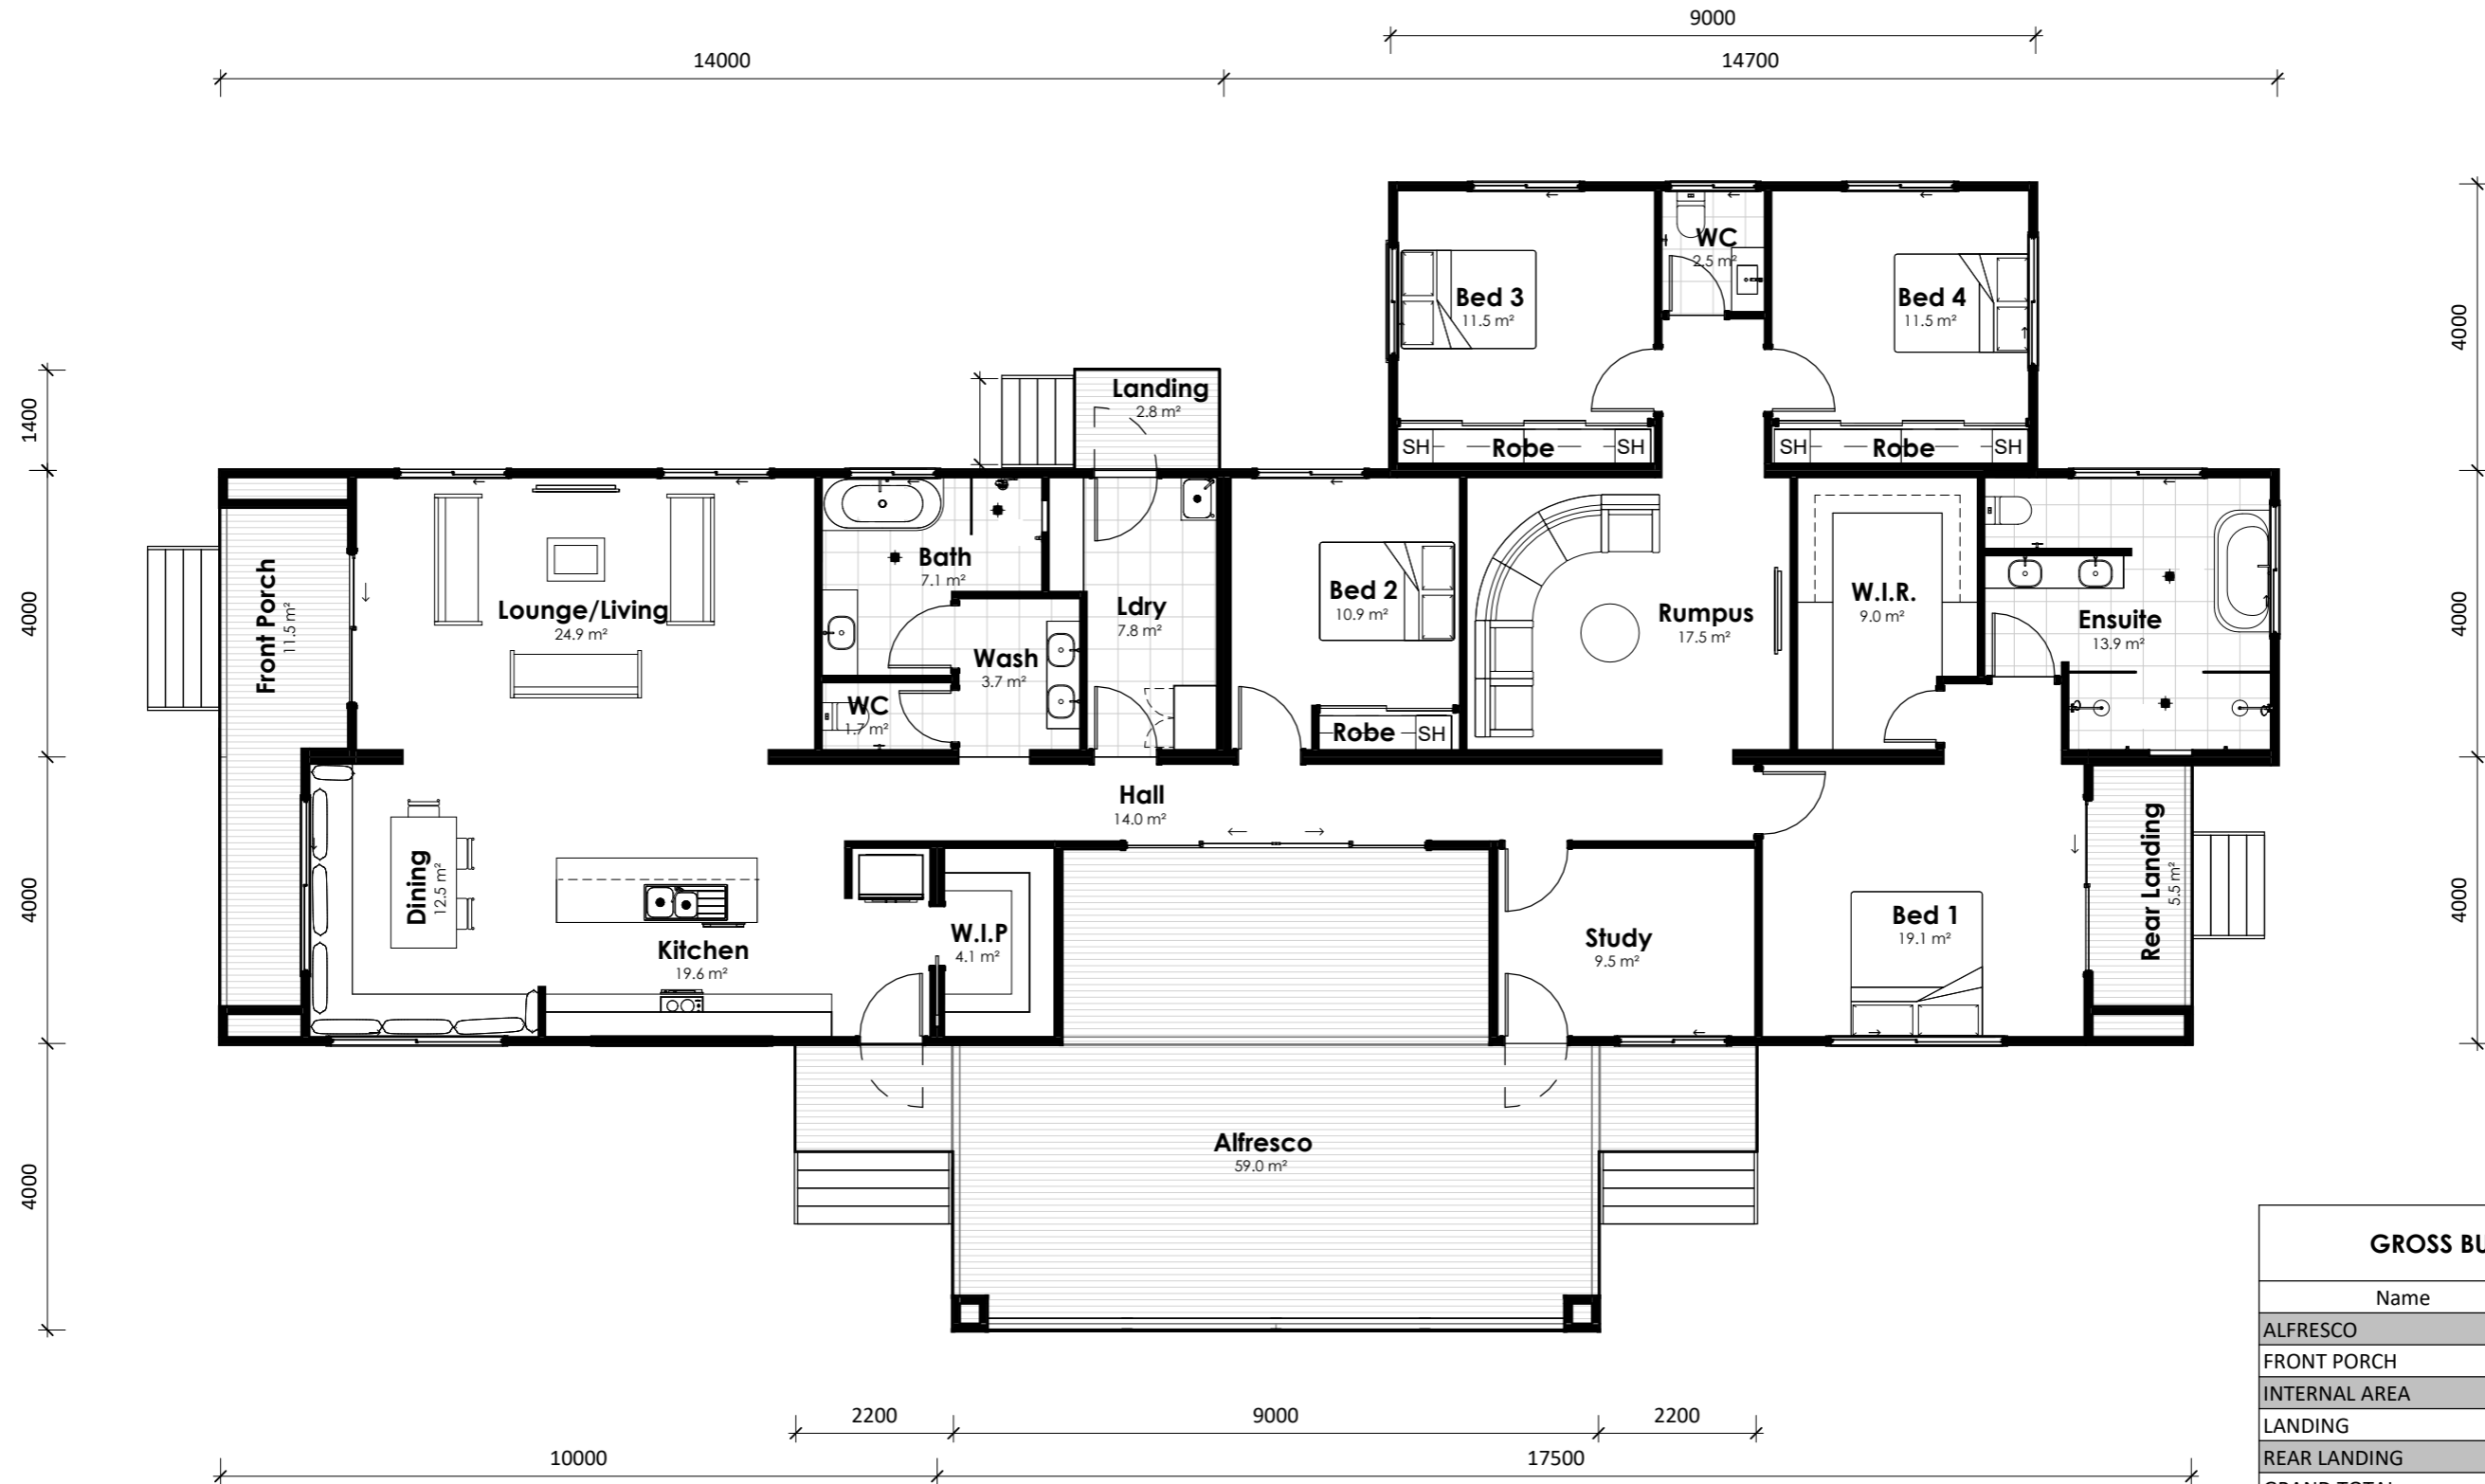 9000
14000
14700
4000
1400
4000
4000
4000
4000
4000
4000
Bed 3
11.5 m²
WC
2.5 m²
Bed 4
11.5 m²
SH
Robe
SH
SH
Robe
SH
Landing
2.8 m²
Front Porch
11.5 m²
Lounge/Living
24.9 m²
Bath
7.1 m²
Wash
3.7 m²
WC
1.7 m²
Ldry
7.8 m²
Bed 2
10.9 m²
Robe
SH
Rumpus
17.5 m²
W.I.R.
9.0 m²
Ensuite
13.9 m²
Hall
14.0 m²
Dining
12.5 m²
Kitchen
19.6 m²
W.I.P
4.1 m²
Study
9.5 m²
Bed 1
19.1 m²
Rear Landing
5.5 m²
Alfresco
59.0 m²
2200
9000
2200
10000
17500
GROSS BU
Name
ALFRESCO
FRONT PORCH
INTERNAL AREA
LANDING
REAR LANDING